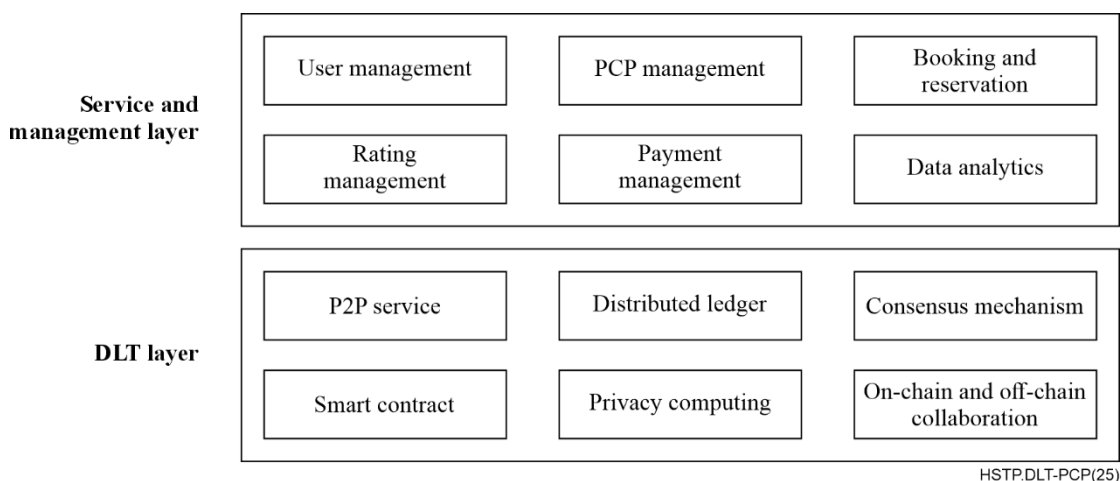 User management
PCP management
Booking and
reservation
Service and
management layer
Rating
management
Payment
management
Data analytics
P2P service
Distributed ledger
Consensus mechanism
DLT layer
Smart contract
Privacy computing
On-chain and off-chain
collaboration
HSTP.DLT-PCP(25)